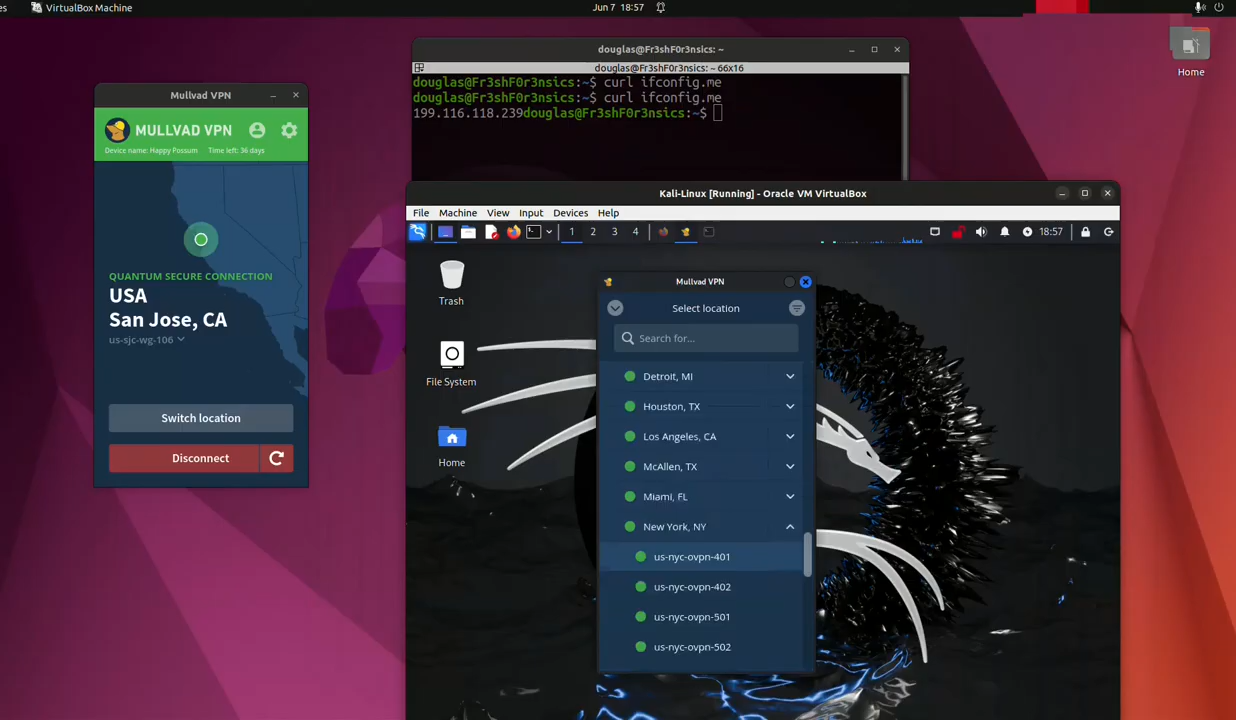 es
VirtualBox Machine
Jun 7 18:57
Home
douglas@Fr3shF0r3nsics: ~
douglas@Fr3shF0r3nsics: ~ 66x16
douglas@Fr3shF0r3nsics:~$ curl ifconfig.me
douglas@Fr3shF0r3nsics:~$ curl ifconfig.me
199.116.118.239douglas@Fr3shF0r3nsics:~$
Mullvad VPN
MULLVAD VPN
Device name: Happy Possum Time left: 36 days
QUANTUM SECURE CONNECTION
USA
San Jose, CA
us-sjc-wg-106
Switch location
Disconnect
Kali-Linux [Running] - Oracle VM VirtualBox
File Machine View Input Devices Help
1 2 3 4
18:57
Trash
File System
Home
Mullvad VPN
Select location
Search for...
Detroit, MI
Houston, TX
Los Angeles, CA
McAllen, TX
Miami, FL
New York, NY
us-nyc-ovpn-401
us-nyc-ovpn-402
us-nyc-ovpn-501
us-nyc-ovpn-502